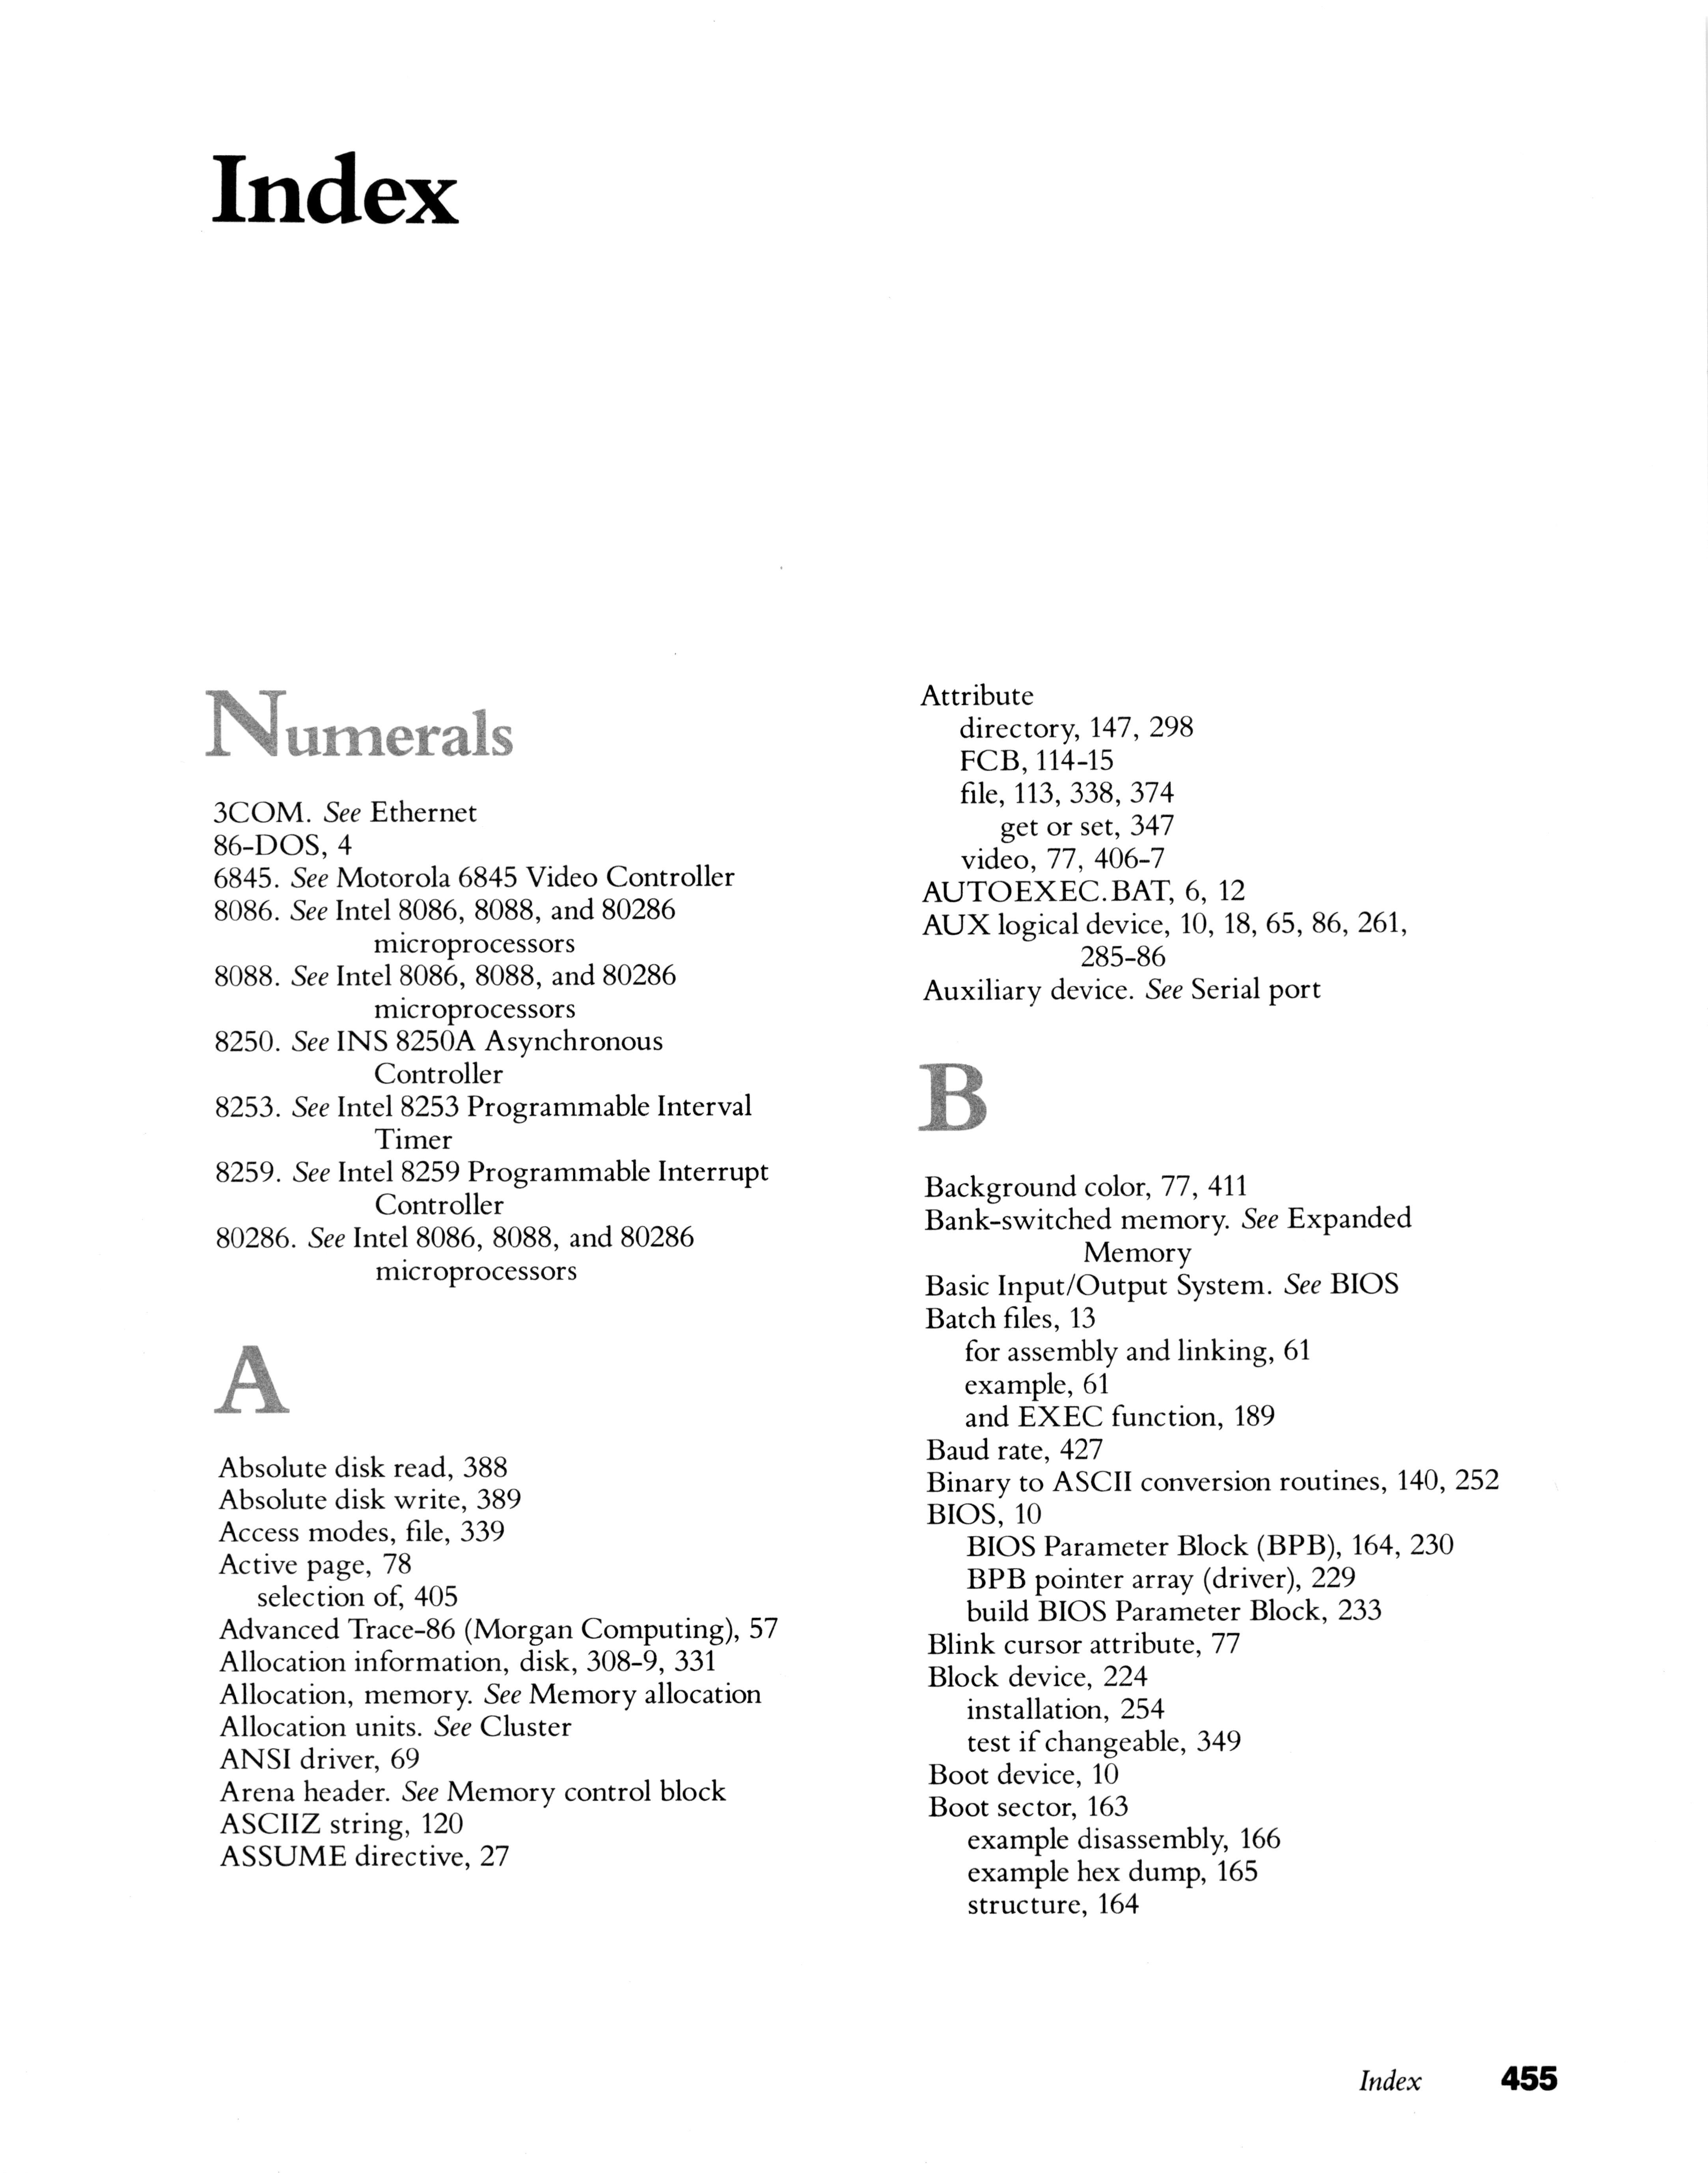 Index
Numerals
3COM. See Ethernet
86-DOS, 4
6845. See Motorola 6845 Video Controller
8086. See Intel 8086, 8088, and 80286
microprocessors
8088. See Intel 8086, 8088, and 80286
microprocessors
8250. See INS 8250A Asynchronous
Controller
8253. See Intel 8253 Programmable Interval
Timer
8259. See Intel 8259 Programmable Interrupt
Controller
80286. See Intel 8086, 8088, and 80286
microprocessors
A
Absolute disk read, 388
Absolute disk write, 389
Access modes, file, 339
Active page, 78
selection of, 405
Advanced Trace-86 (Morgan Computing), 57
Allocation information, disk, 308-9, 331
Allocation, memory. See Memory allocation
Allocation units. See Cluster
ANSI driver, 69
Arena header. See Memory control block
ASCIIZ string, 120
ASSUME directive, 27
Attribute
directory, 147, 298
FCB, 114-15
file, 113, 338, 374
get or set, 347
video, 77, 406-7
AUTOEXEC.BAT, 6, 12
AUX logical device, 10, 18, 65, 86, 261,
285-86
Auxiliary device. See Serial port
B
Background color, 77, 411
Bank-switched memory. See Expanded
Memory
Basic Input/Output System. See BIOS
Batch files, 13
for assembly and linking, 61
example, 61
and EXEC function, 189
Baud rate, 427
Binary to ASCII conversion routines, 140, 252
BIOS, 10
BIOS Parameter Block (BPB), 164, 230
BPB pointer array (driver), 229
build BIOS Parameter Block, 233
Blink cursor attribute, 77
Block device, 224
installation, 254
test if changeable, 349
Boot device, 10
Boot sector, 163
example disassembly, 166
example hex dump, 165
structure, 164
Index 455